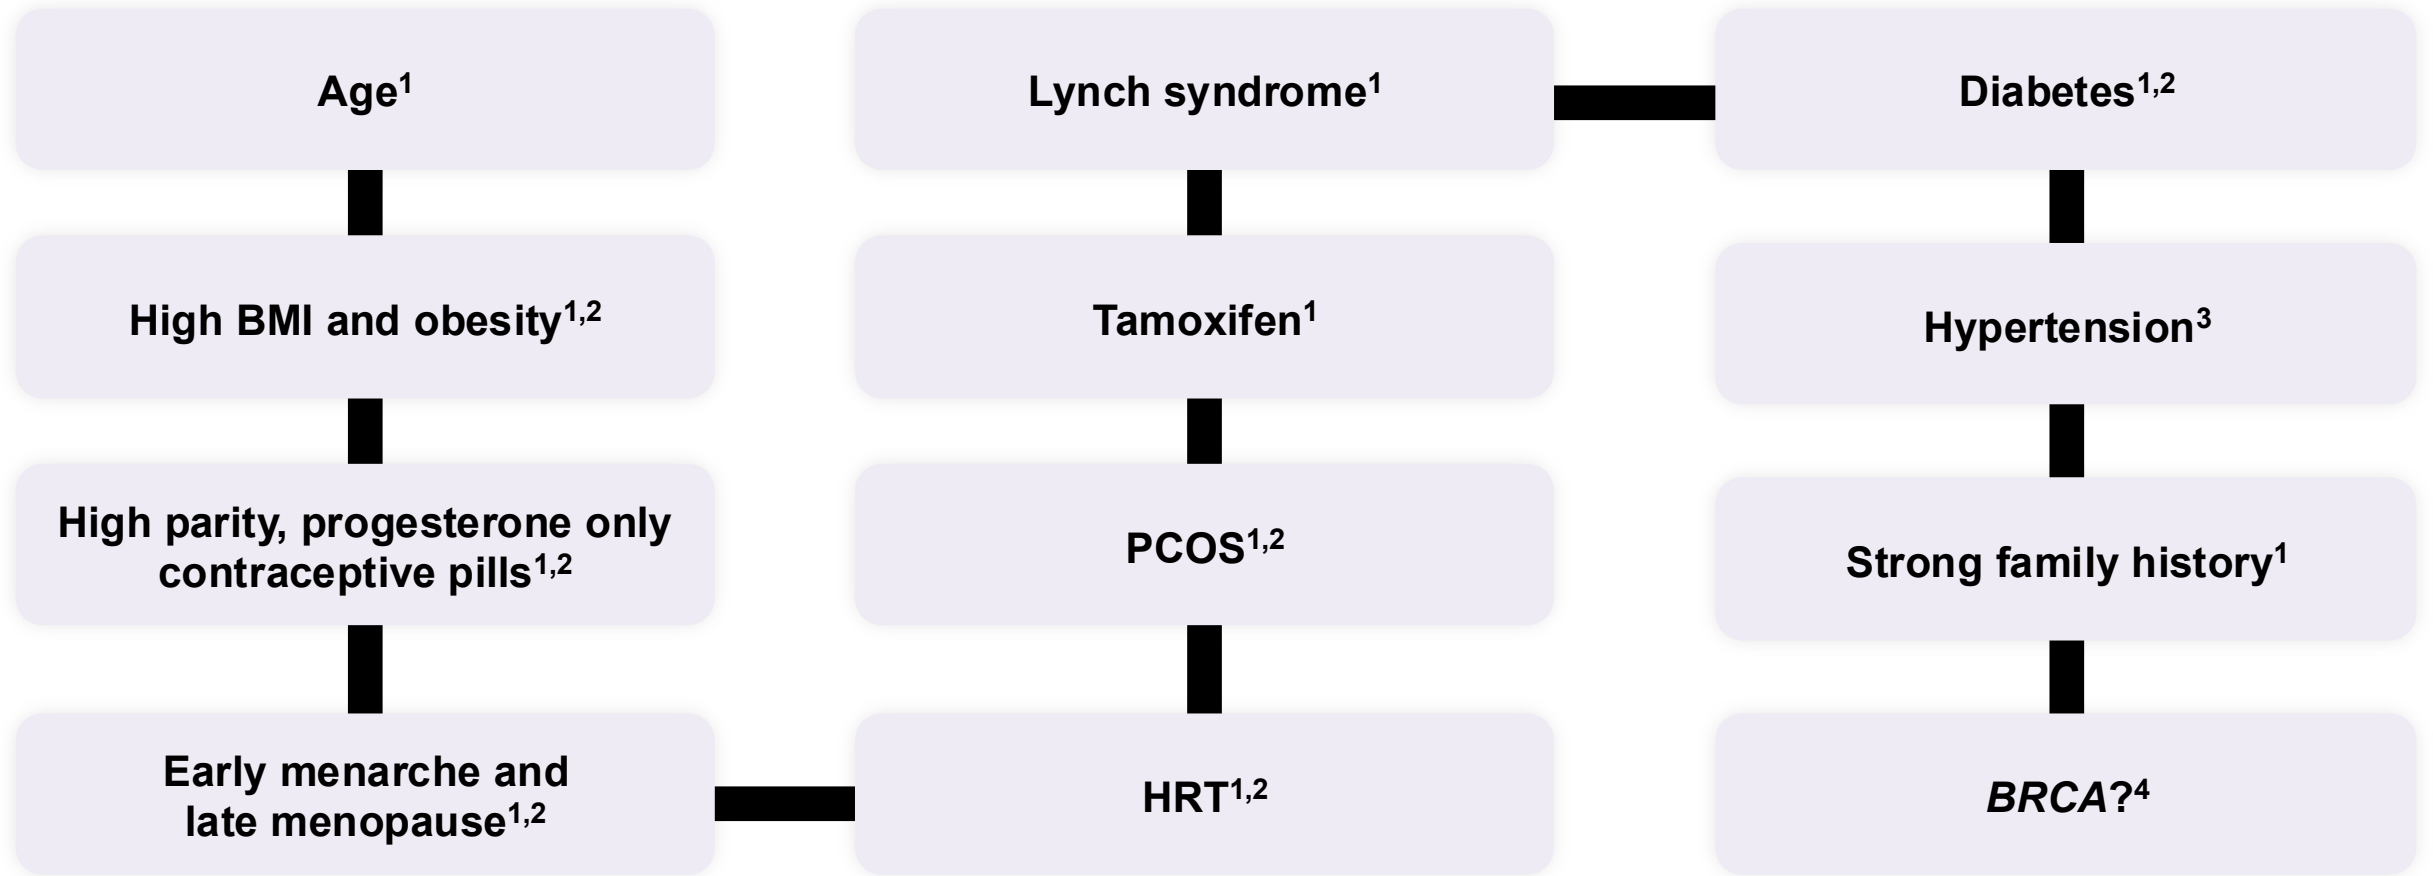 Age¹
High BMI and obesity¹,²
High parity, progesterone only
contraceptive pills¹,²
Early menarche and
late menopause¹,²
HRT¹,²
PCOS¹,²
Tamoxifen¹
Lynch syndrome¹
Diabetes¹,²
Hypertension³
Strong family history¹
BRCA?⁴